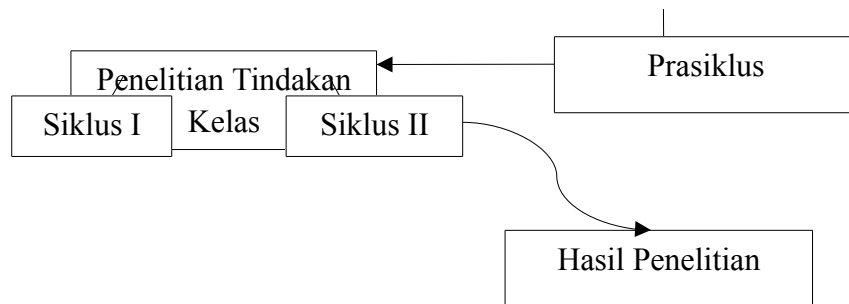 Prasiklus
Penelitian Tindakan
Kelas
Siklus I
Siklus II
Hasil Penelitian